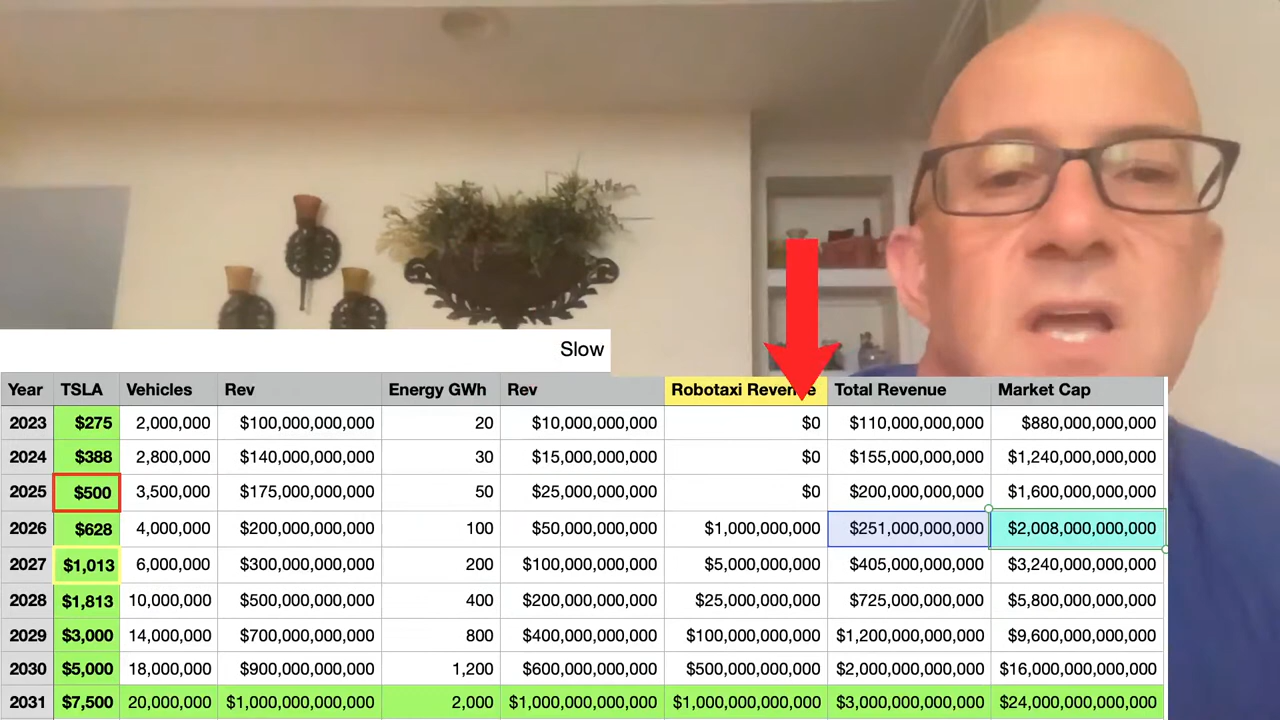 Slow
Year TSLA Vehicles Rev Energy GWh Rev Robotaxi Revenue Total Revenue Market Cap
2023 $275 2,000,000 $100,000,000,000 20 $10,000,000,000 $0 $110,000,000,000 $880,000,000,000
2024 $388 2,800,000 $140,000,000,000 30 $15,000,000,000 $0 $155,000,000,000 $1,240,000,000,000
2025 $500 3,500,000 $175,000,000,000 50 $25,000,000,000 $0 $200,000,000,000 $1,600,000,000,000
2026 $628 4,000,000 $200,000,000,000 100 $50,000,000,000 $1,000,000,000 $251,000,000,000 $2,008,000,000,000
2027 $1,013 6,000,000 $300,000,000,000 200 $100,000,000,000 $5,000,000,000 $405,000,000,000 $3,240,000,000,000
2028 $1,813 10,000,000 $500,000,000,000 400 $200,000,000,000 $25,000,000,000 $725,000,000,000 $5,800,000,000,000
2029 $3,000 14,000,000 $700,000,000,000 800 $400,000,000,000 $100,000,000,000 $1,200,000,000,000 $9,600,000,000,000
2030 $5,000 18,000,000 $900,000,000,000 1,200 $600,000,000,000 $500,000,000,000 $2,000,000,000,000 $16,000,000,000,000
2031 $7,500 20,000,000 $1,000,000,000,000 2,000 $1,000,000,000,000 $1,000,000,000,000 $3,000,000,000,000 $24,000,000,000,000